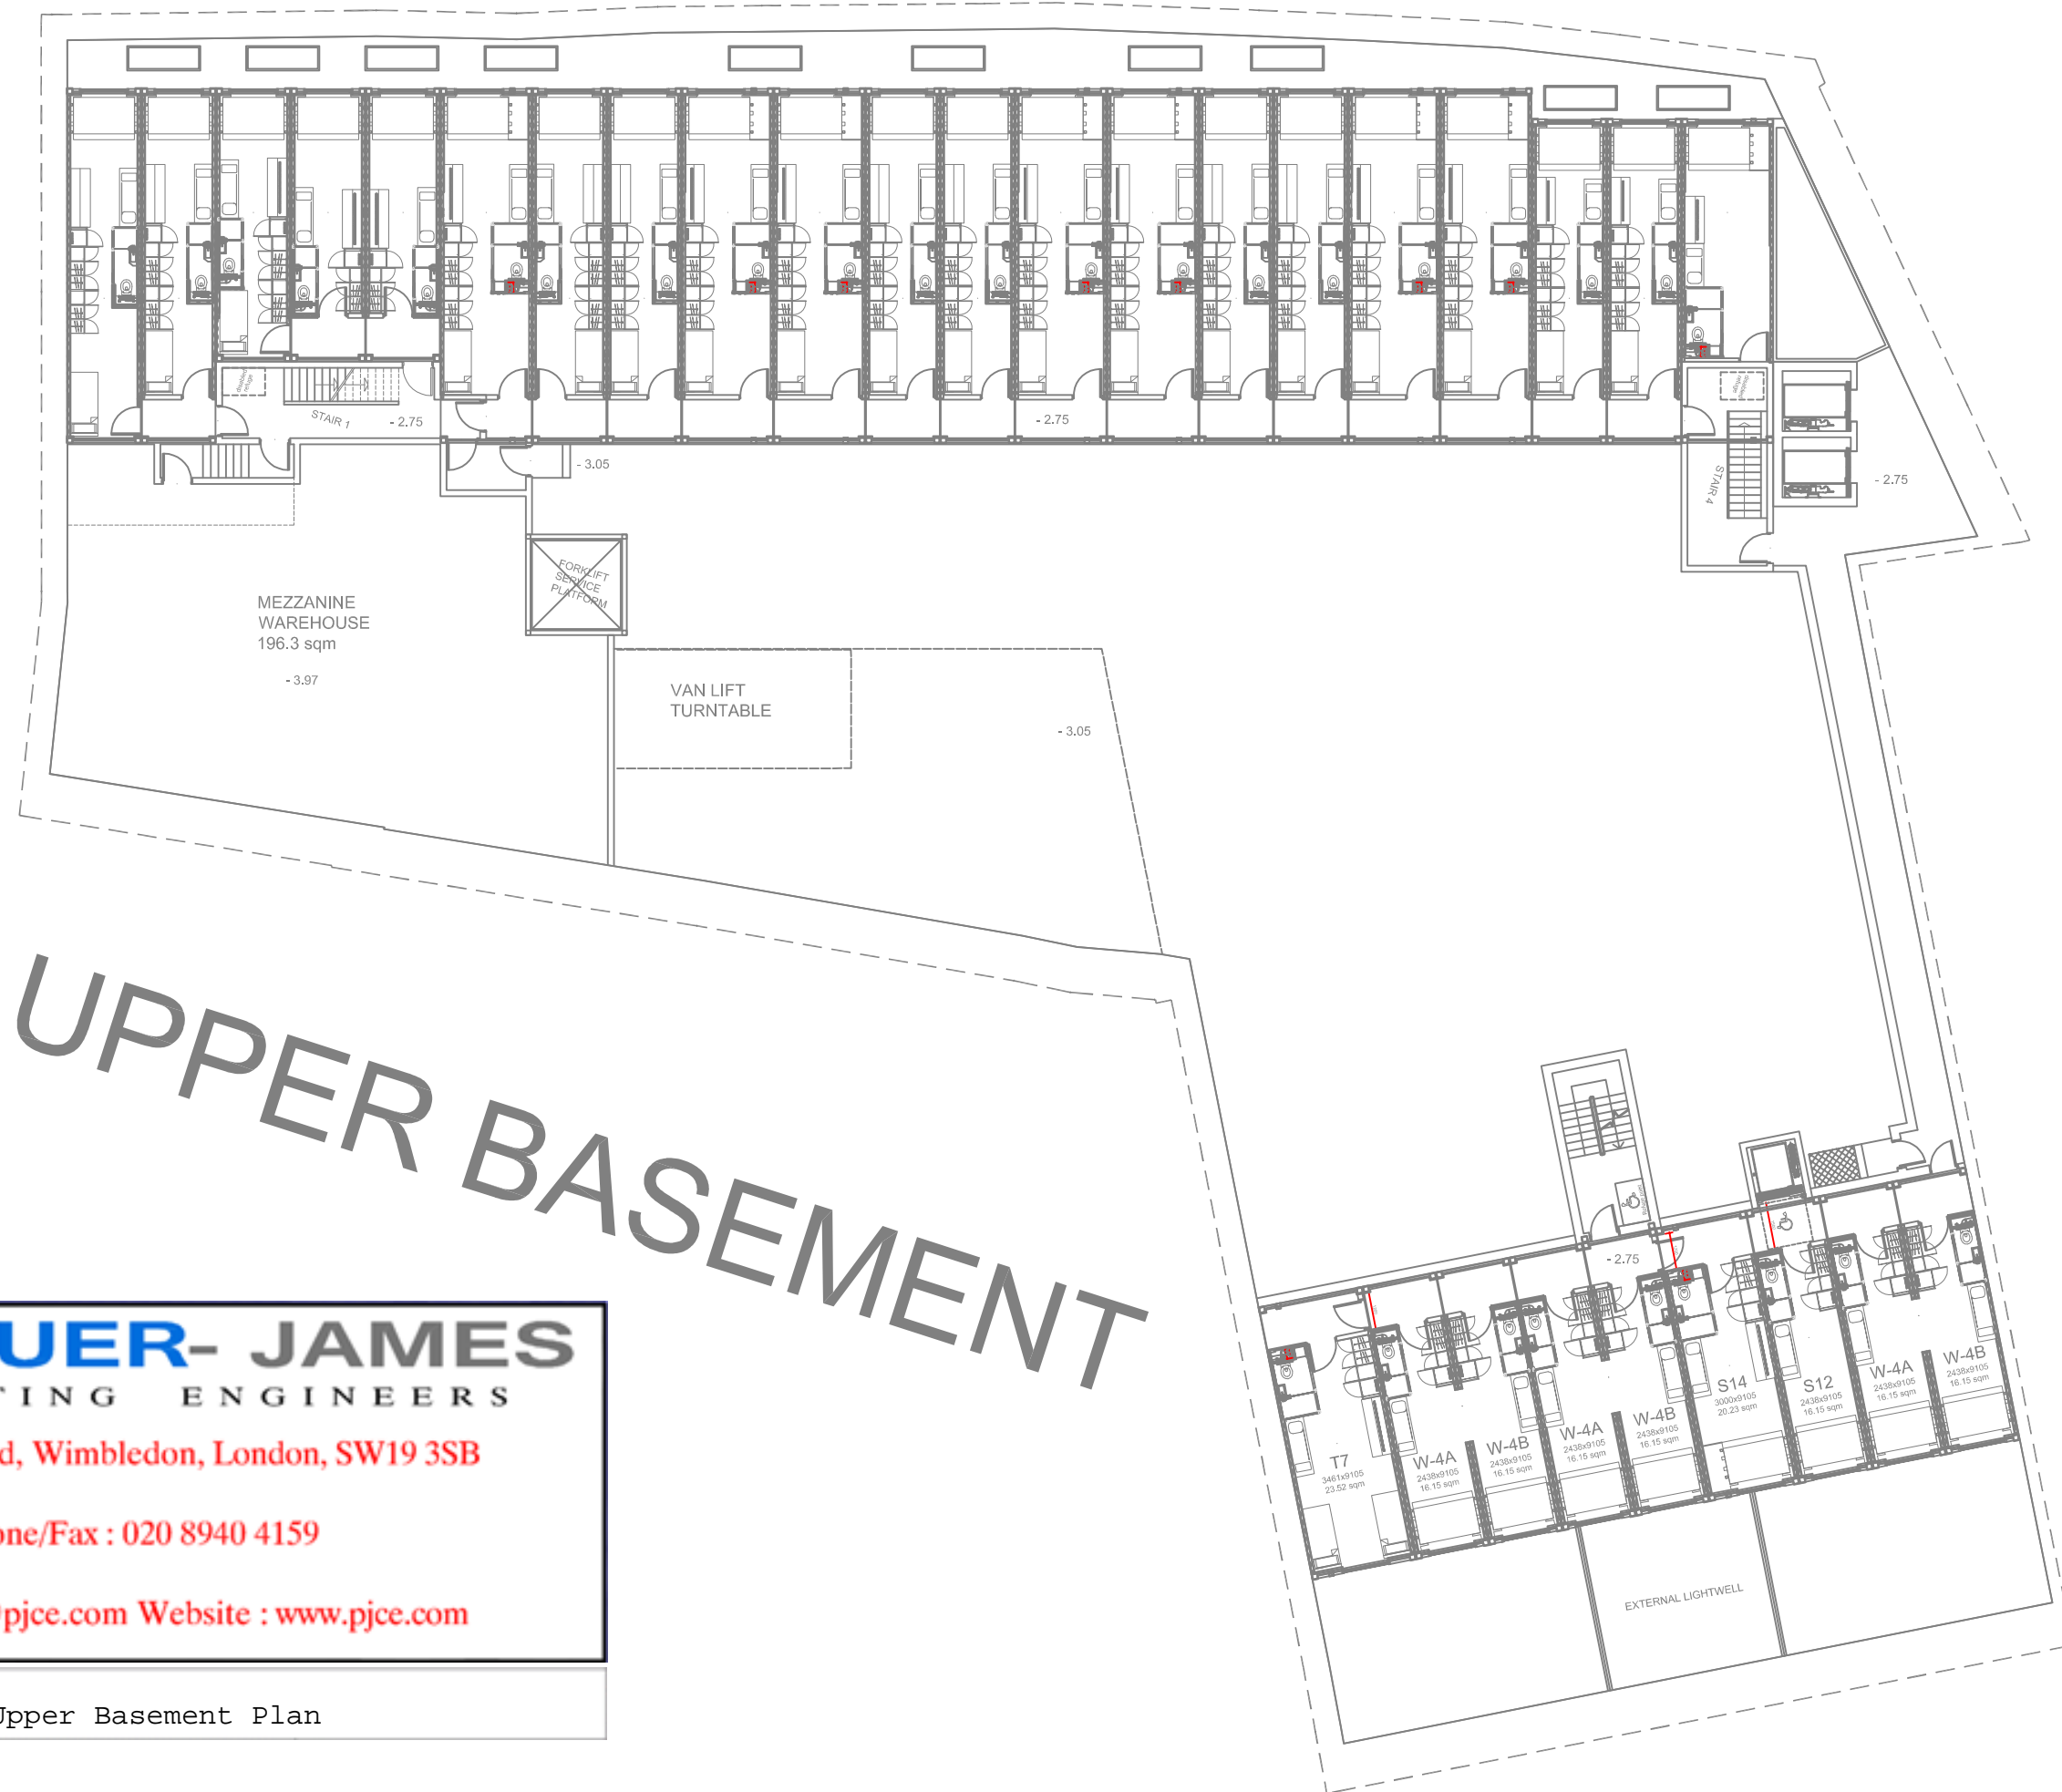 disabled refuge
STAIR 1
- 2.75
- 2.75
- 3.05
disabled refuge
STAIR 4
- 2.75
FORKLIFT
SERVICE
PLATFORM
MEZZANINE
WAREHOUSE
196.3 sqm
- 3.97
VAN LIFT
TURNTABLE
- 3.05
UPPER BASEMENT
- 2.75
T7
3461x9105
23.52 sqm
W-4A
2438x9105
16.15 sqm
W-4B
2438x9105
16.15 sqm
W-4A
2438x9105
16.15 sqm
W-4B
2438x9105
16.15 sqm
S14
3000x9105
20.23 sqm
S12
2438x9105
16.15 sqm
W-4A
2438x9105
16.15 sqm
W-4B
2438x9105
16.15 sqm
EXTERNAL LIGHTWELL
UER- JAMES
TING ENGINEERS
d, Wimbledon, London, SW19 3SB
one/Fax : 020 8940 4159
pjce.com Website : www.pjce.com
Upper Basement Plan